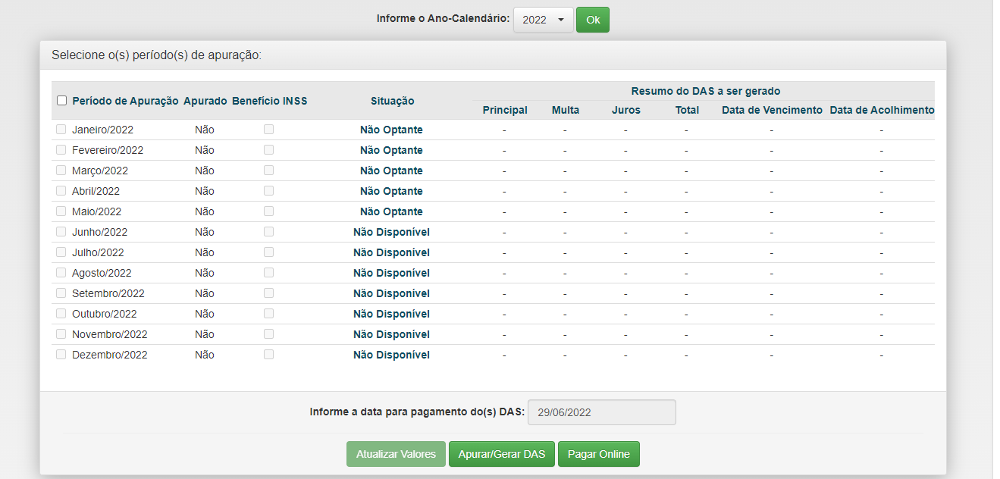 Informe o Ano-Calendário: 2022 Ok
Selecione o(s) período(s) de apuração:
Período de Apuração Apurado Benefício INSS Situação Resumo do DAS a ser gerado
Principal Multa Juros Total Data de Vencimento Data de Acolhimento
Janeiro/2022 Não Não Optante - - - - - -
Fevereiro/2022 Não Não Optante - - - - - -
Março/2022 Não Não Optante - - - - - -
Abril/2022 Não Não Optante - - - - - -
Maio/2022 Não Não Optante - - - - - -
Junho/2022 Não Não Disponível - - - - - -
Julho/2022 Não Não Disponível - - - - - -
Agosto/2022 Não Não Disponível - - - - - -
Setembro/2022 Não Não Disponível - - - - - -
Outubro/2022 Não Não Disponível - - - - - -
Novembro/2022 Não Não Disponível - - - - - -
Dezembro/2022 Não Não Disponível - - - - - -
Informe a data para pagamento do(s) DAS: 29/06/2022
Atualizar Valores Apurar/Gerar DAS Pagar Online